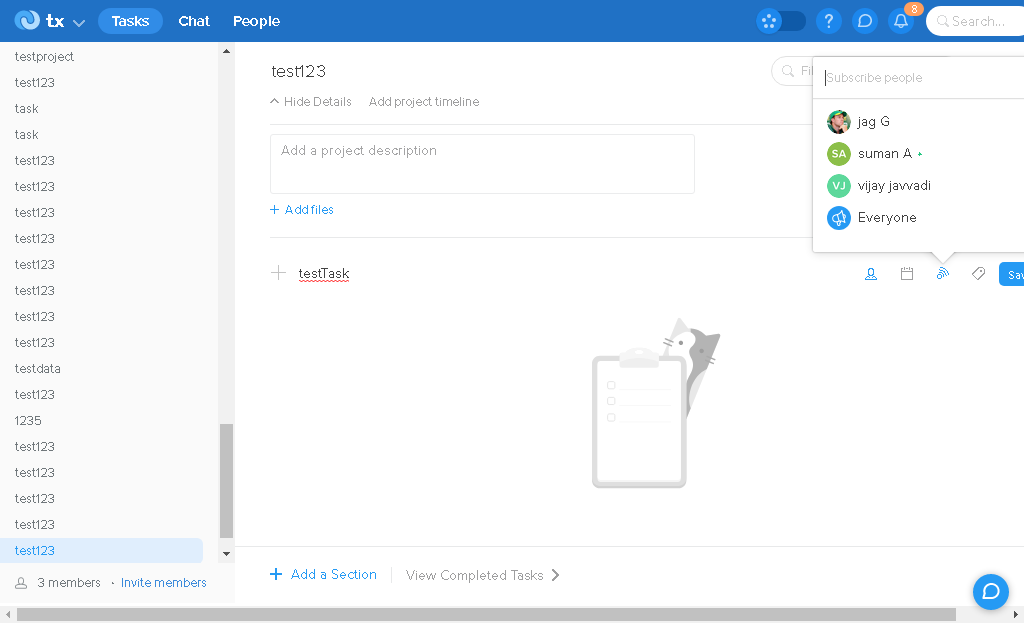 tx
Tasks
Chat
People
?
8
Search...
testproject
test123
task
task
test123
test123
test123
test123
test123
test123
test123
test123
testdata
test123
1235
test123
test123
test123
test123
test123
3 members · Invite members
test123
Hide Details
Add project timeline
Add a project description
+ Add files
testTask
Subscribe people
jag G
SA suman A
VJ vijay javvadi
Everyone
+ Add a Section
View Completed Tasks